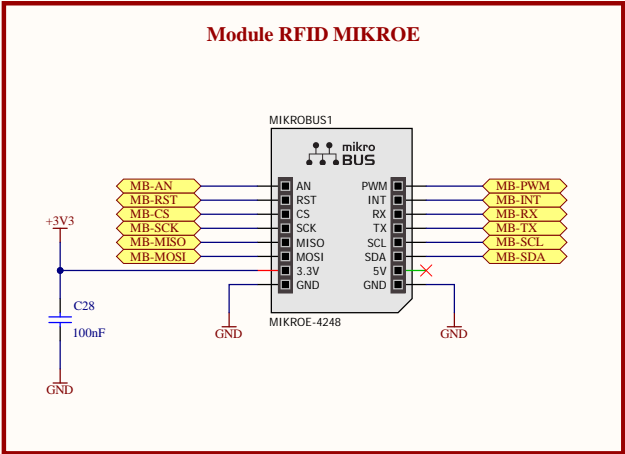 Module RFID MIKROE
MIKROBUS1
mikro
BUS
MB-AN AN PWM MB-PWM
MB-RST RST INT MB-INT
MB-CS CS RX MB-RX
MB-SCK SCK TX MB-TX
MB-MISO MISO SCL MB-SCL
MB-MOSI MOSI SDA MB-SDA
+3V3
3.3V 5V
GND GND
C28
100nF
GND
GND
GND
MIKROE-4248